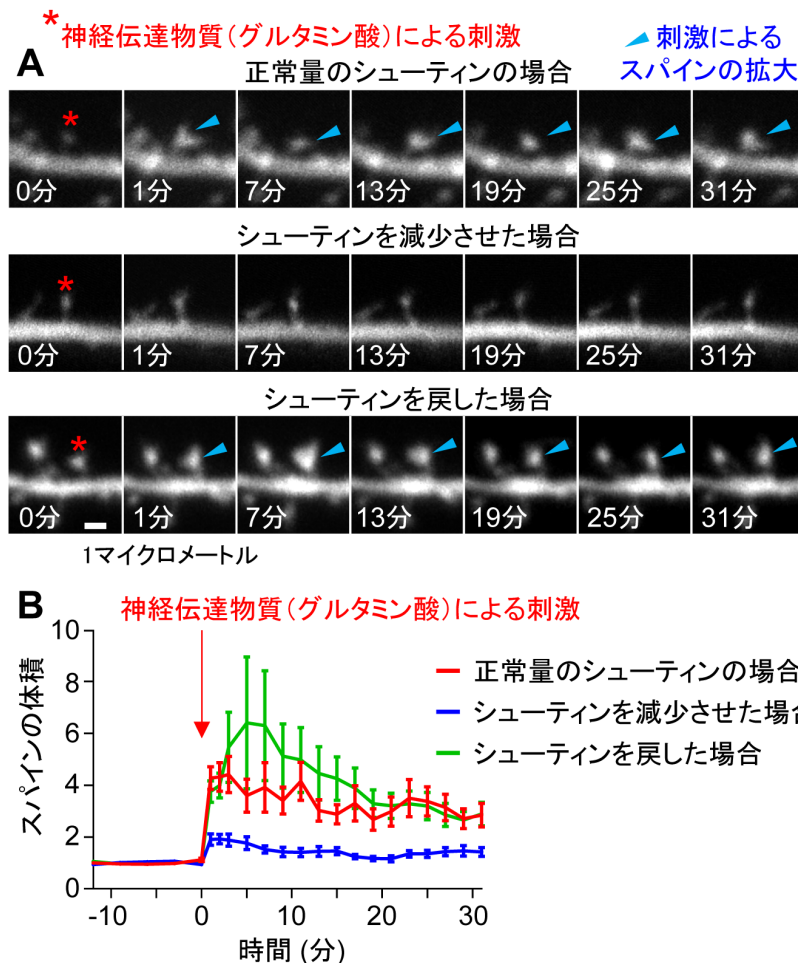 *神経伝達物質（グルタミン酸）による刺激
刺激による
スパインの拡大
A
正常量のシューティンの場合
*
0分 1分 7分 13分 19分 25分 31分
シューティンを減少させた場合
*
0分 1分 7分 13分 19分 25分 31分
シューティンを戻した場合
*
0分 1分 7分 13分 19分 25分 31分
1マイクロメートル
B
神経伝達物質（グルタミン酸）による刺激
スパインの体積
10
8
6
4
2
0
-10 0 10 20 30
時間 (分)
正常量のシューティンの場合
シューティンを減少させた場合
シューティンを戻した場合